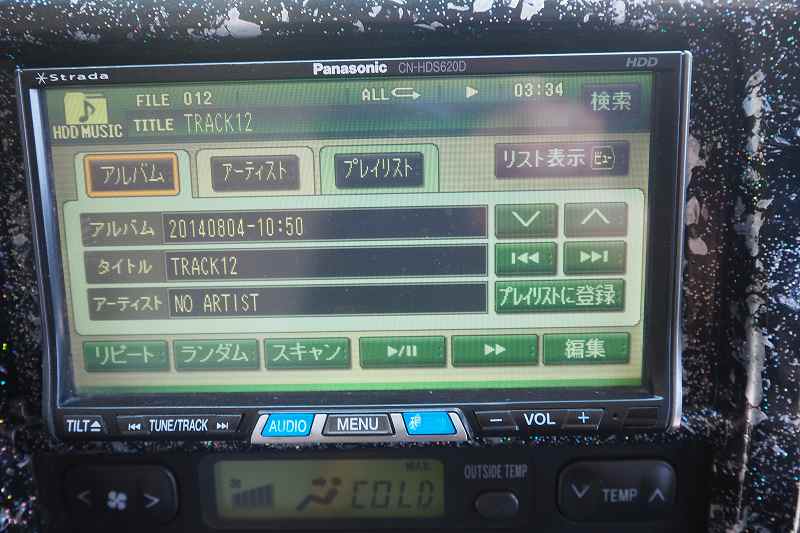 Strada Panasonic CN-HDS620D HDD
FILE 012 ALL 03:34 検索
HDD MUSIC TITLE TRACK12
アルバム アーティスト プレイリスト リスト表示 ビュー
アルバム 20140804-10:50
タイトル TRACK12
アーティスト NO ARTIST プレイリストに登録
リピート ランダム スキャン 編集
TILT TUNE/TRACK AUDIO MENU VOL
MAX
OUTSIDE TEMP
COLD TEMP